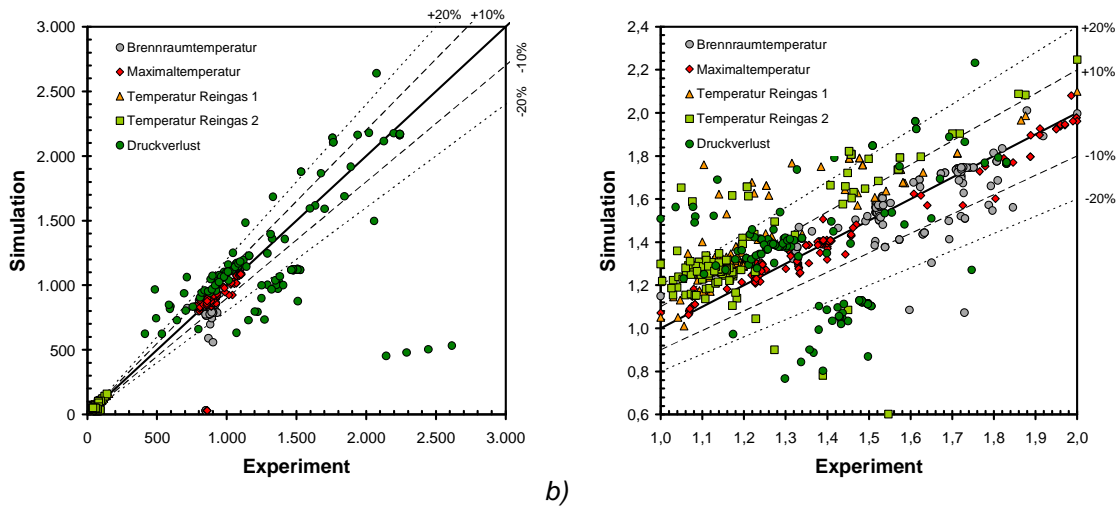 +20% +10%
3.000
2.500
2.000
1.500
1.000
500
0
-10%
-20%
Brennraumtemperatur
Maximaltemperatur
Temperatur Reingas 1
Temperatur Reingas 2
Druckverlust
Simulation
0 500 1.000 1.500 2.000 2.500 3.000
Experiment
b)
2,4
2,2
2,0
1,8
1,6
1,4
1,2
1,0
0,8
0,6
+20%
+10%
-10%
-20%
Brennraumtemperatur
Maximaltemperatur
Temperatur Reingas 1
Temperatur Reingas 2
Druckverlust
Simulation
1,0 1,1 1,2 1,3 1,4 1,5 1,6 1,7 1,8 1,9 2,0
Experiment